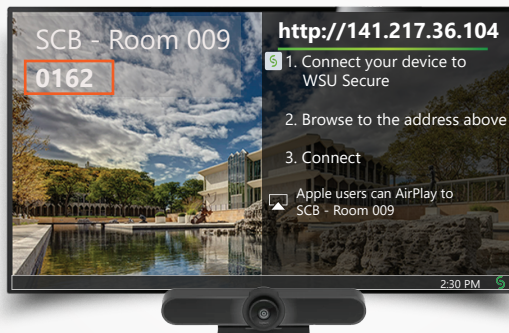 SCB - Room 009
0162
http://141.217.36.104
1. Connect your device to
WSU Secure
2. Browse to the address above
3. Connect
Apple users can AirPlay to
SCB - Room 009
2:30 PM